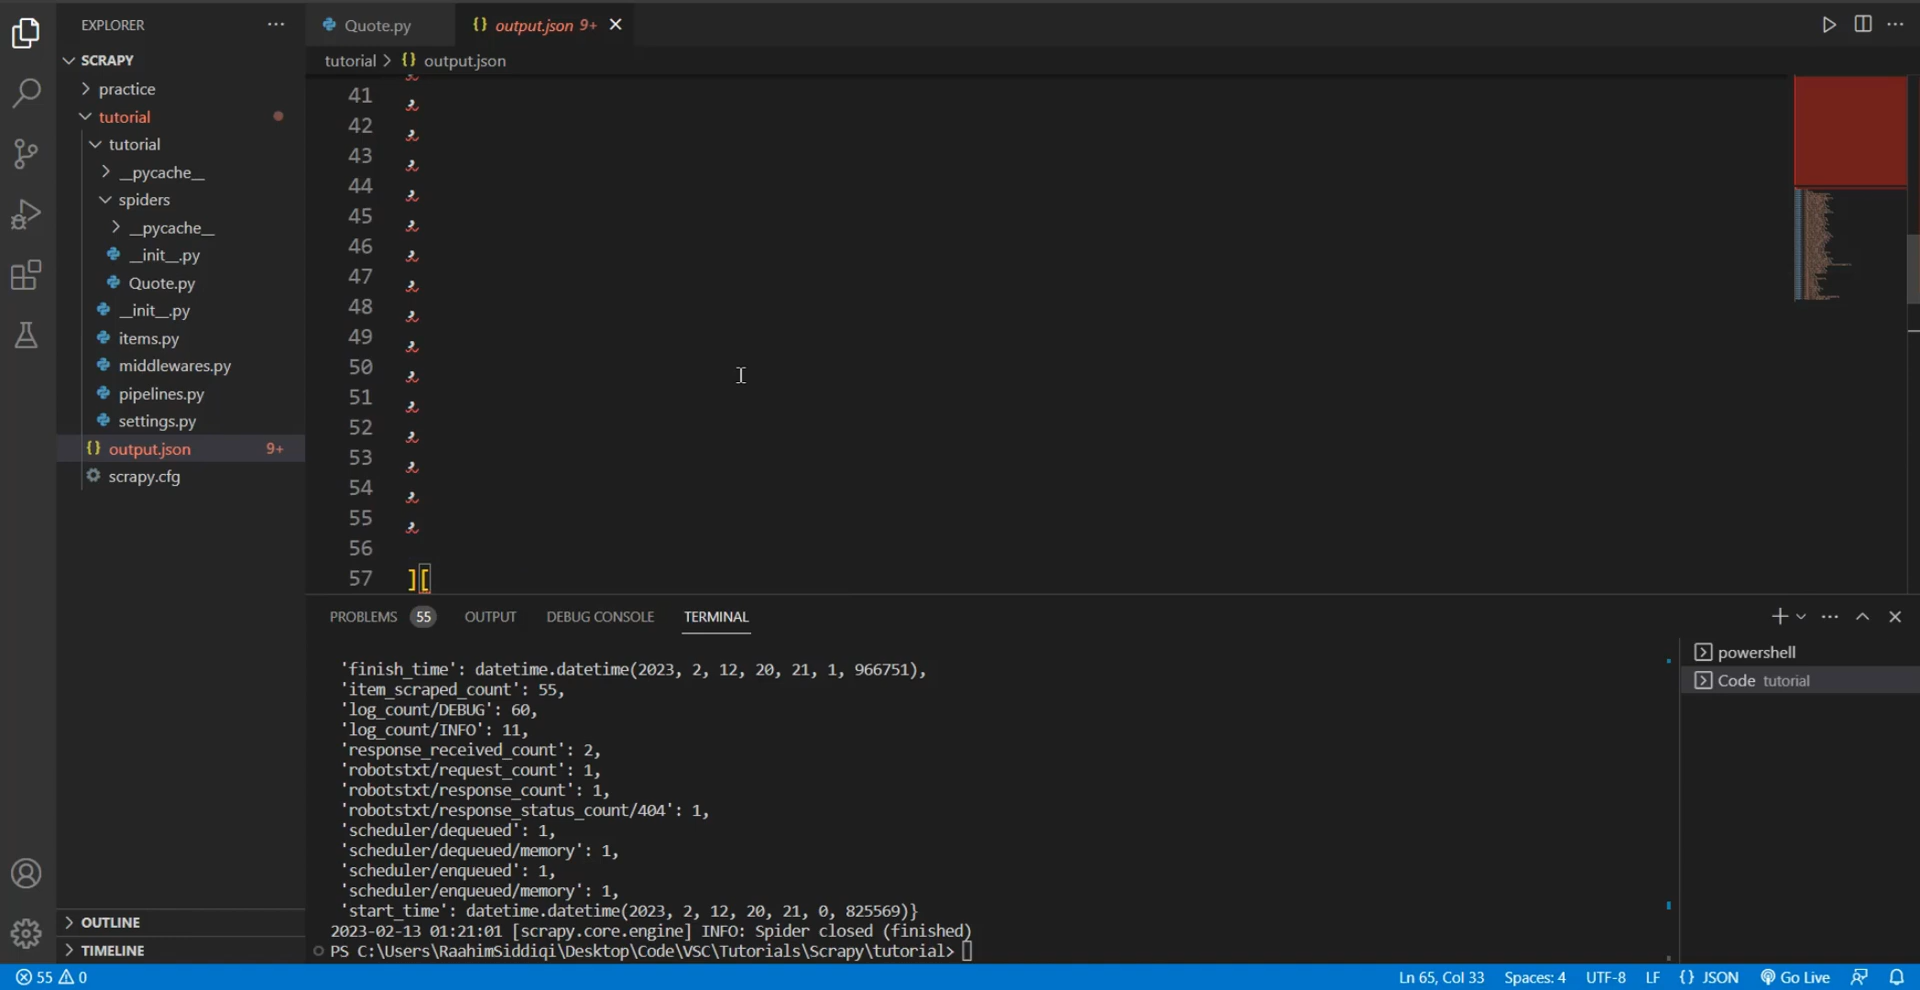 EXPLORER ...
SCRAPY
practice
tutorial
tutorial
__pycache__
spiders
__pycache__
__init__.py
Quote.py
__init__.py
items.py
middlewares.py
pipelines.py
settings.py
{} output.json 9+
scrapy.cfg
OUTLINE
TIMELINE
Quote.py
{} output.json 9+
tutorial > {} output.json
41 ,
42 ,
43 ,
44 ,
45 ,
46 ,
47 ,
48 ,
49 ,
50 ,
51 ,
52 ,
53 ,
54 ,
55 ,
56
57 ][
PROBLEMS 55 OUTPUT DEBUG CONSOLE TERMINAL
'finish_time': datetime.datetime(2023, 2, 12, 20, 21, 1, 966751),
'item_scraped_count': 55,
'log_count/DEBUG': 60,
'log_count/INFO': 11,
'response_received_count': 2,
'robotstxt/request_count': 1,
'robotstxt/response_count': 1,
'robotstxt/response_status_count/404': 1,
'scheduler/dequeued': 1,
'scheduler/dequeued/memory': 1,
'scheduler/enqueued': 1,
'scheduler/enqueued/memory': 1,
'start_time': datetime.datetime(2023, 2, 12, 20, 21, 0, 825569)}
2023-02-13 01:21:01 [scrapy.core.engine] INFO: Spider closed (finished)
PS C:\Users\RaahimSiddiqi\Desktop\Code\VSC\Tutorials\Scrapy\tutorial>
powershell
Code tutorial
55 0
Ln 65, Col 33 Spaces: 4 UTF-8 LF {} JSON Go Live